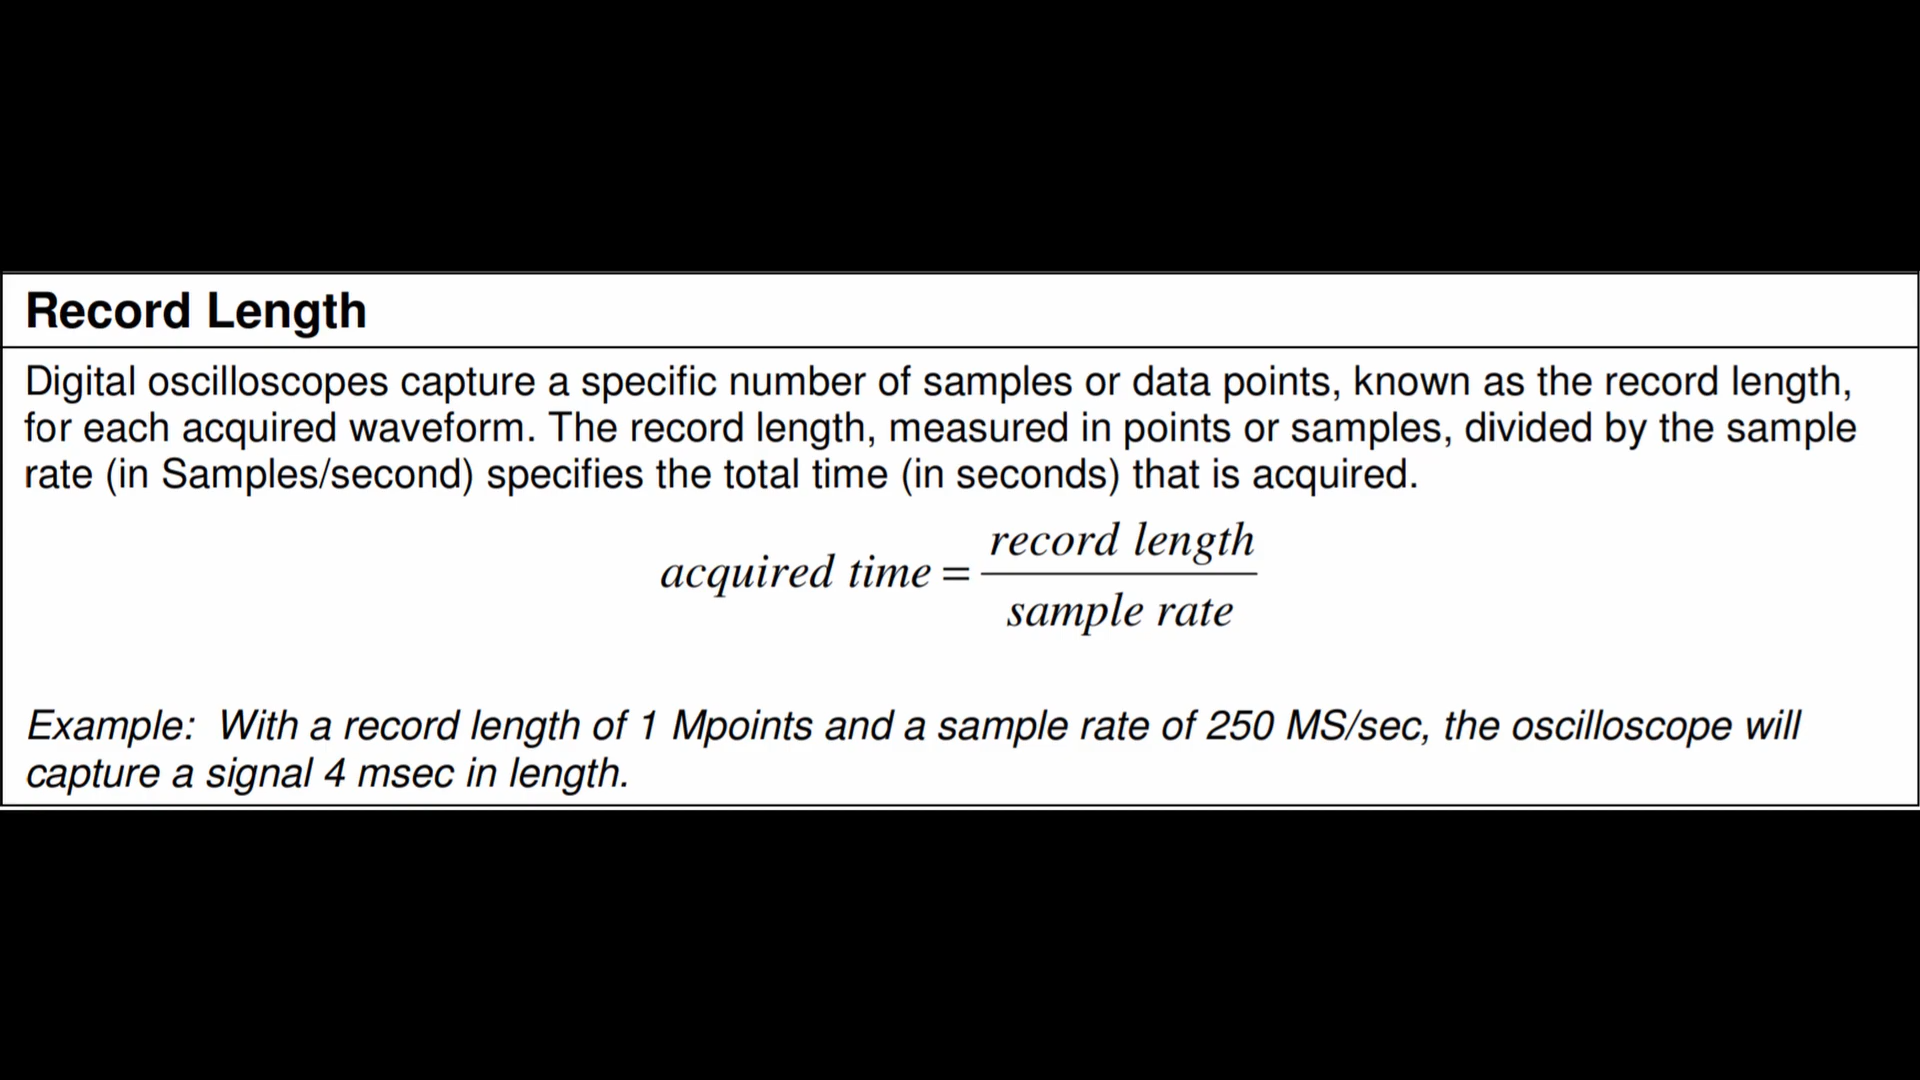 Record Length
Digital oscilloscopes capture a specific number of samples or data points, known as the record length,
for each acquired waveform. The record length, measured in points or samples, divided by the sample
rate (in Samples/second) specifies the total time (in seconds) that is acquired.
acquired time = record length / sample rate
Example:  With a record length of 1 Mpoints and a sample rate of 250 MS/sec, the oscilloscope will
capture a signal 4 msec in length.